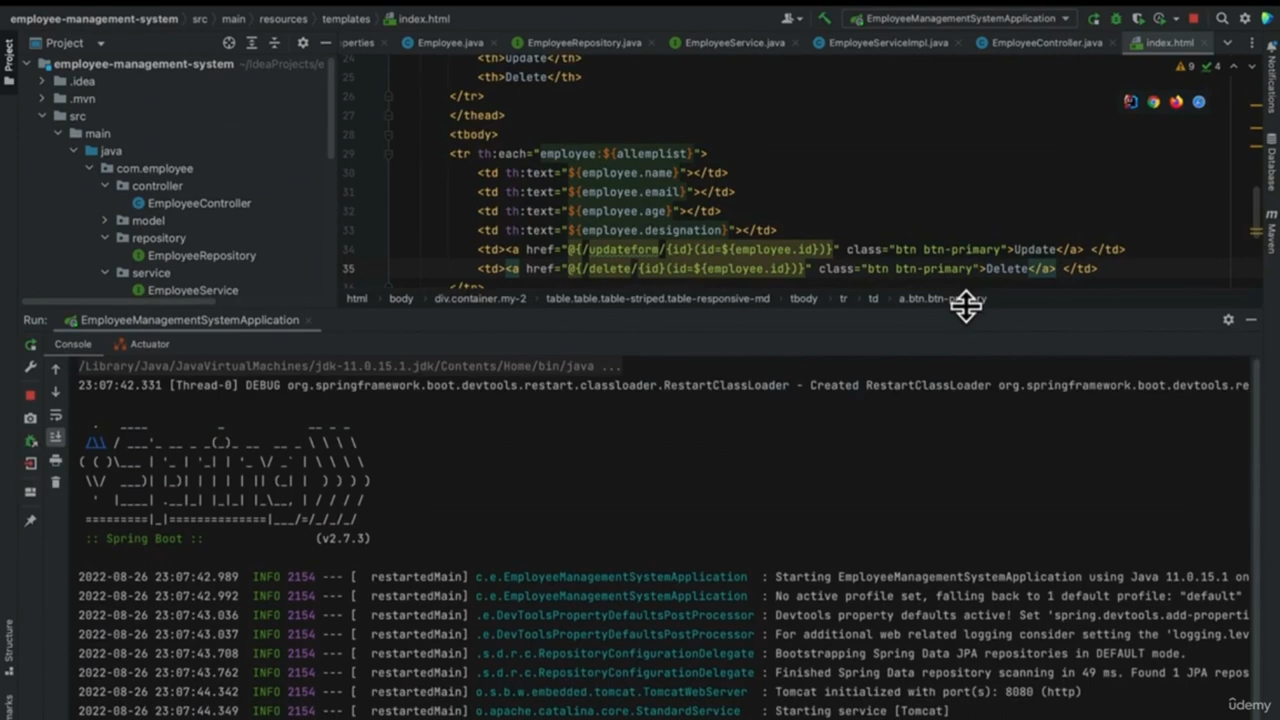 employee-management-system src main resources templates index.html EmployeeManagementSystemApplication
Project
Project perties Employee.java EmployeeRepository.java EmployeeService.java EmployeeServiceImpl.java EmployeeController.java index.html
employee-management-system ~/IdeaProjects/e
.idea
.mvn
src
main
java
com.employee
controller
EmployeeController
model
repository
EmployeeRepository
service
EmployeeService
9 4
24 <th>Update</th>
25 <th>Delete</th>
26 </tr>
27 </thead>
28 <tbody>
29 <tr th:each="employee:${allemplist}">
30 <td th:text="${employee.name}"></td>
31 <td th:text="${employee.email}"></td>
32 <td th:text="${employee.age}"></td>
33 <td th:text="${employee.designation}"></td>
34 <td><a href="@{/updateform/{id}(id=${employee.id})}" class="btn btn-primary">Update</a> </td>
35 <td><a href="@{/delete/{id}(id=${employee.id})}" class="btn btn-primary">Delete</a> </td>
html body div.container.my-2 table.table.table-striped.table-responsive-md tbody tr td a.btn.btn-primary
Notifications
Database
m Maven
Run: EmployeeManagementSystemApplication
Console Actuator
/Library/Java/JavaVirtualMachines/jdk-11.0.15.1.jdk/Contents/Home/bin/java ...
23:07:42.331 [Thread-0] DEBUG org.springframework.boot.devtools.restart.classloader.RestartClassLoader - Created RestartClassLoader org.springframework.boot.devtools.re
:: Spring Boot :: (v2.7.3)
2022-08-26 23:07:42.989 INFO 2154 --- [ restartedMain] c.e.EmployeeManagementSystemApplication : Starting EmployeeManagementSystemApplication using Java 11.0.15.1 on
2022-08-26 23:07:42.992 INFO 2154 --- [ restartedMain] c.e.EmployeeManagementSystemApplication : No active profile set, falling back to 1 default profile: "default"
2022-08-26 23:07:43.036 INFO 2154 --- [ restartedMain] .e.DevToolsPropertyDefaultsPostProcessor : Devtools property defaults active! Set 'spring.devtools.add-properti
2022-08-26 23:07:43.037 INFO 2154 --- [ restartedMain] .e.DevToolsPropertyDefaultsPostProcessor : For additional web related logging consider setting the 'logging.lev
2022-08-26 23:07:43.708 INFO 2154 --- [ restartedMain] .s.d.r.c.RepositoryConfigurationDelegate : Bootstrapping Spring Data JPA repositories in DEFAULT mode.
2022-08-26 23:07:43.762 INFO 2154 --- [ restartedMain] .s.d.r.c.RepositoryConfigurationDelegate : Finished Spring Data repository scanning in 49 ms. Found 1 JPA repos
2022-08-26 23:07:44.342 INFO 2154 --- [ restartedMain] o.s.b.w.embedded.tomcat.TomcatWebServer : Tomcat initialized with port(s): 8080 (http)
2022-08-26 23:07:44.349 INFO 2154 --- [ restartedMain] o.apache.catalina.core.StandardService : Starting service [Tomcat]
Structure
marks
ûdemy